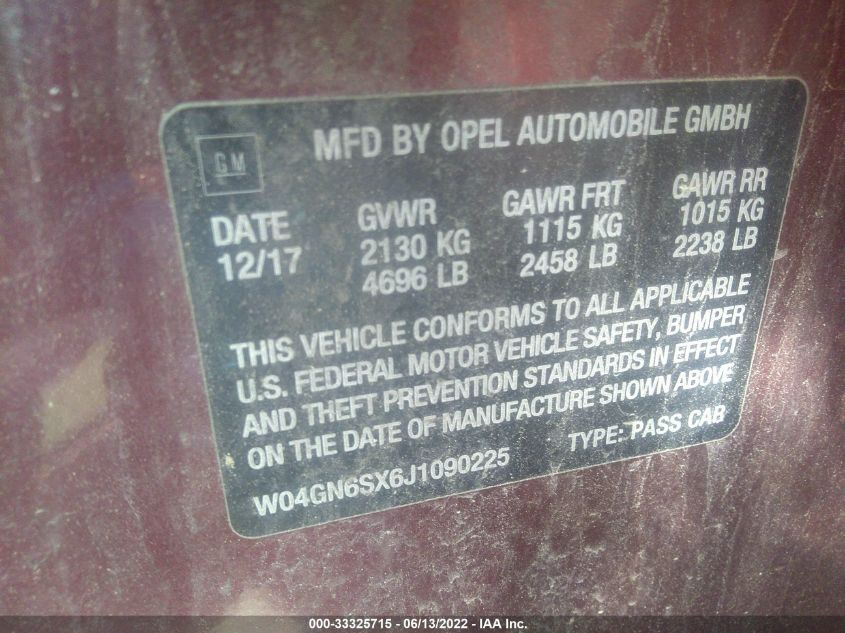 GM
MFD BY OPEL AUTOMOBILE GMBH
DATE GVWR GAWR FRT GAWR RR
12/17 2130 KG 1115 KG 1015 KG
4696 LB 2458 LB 2238 LB
THIS VEHICLE CONFORMS TO ALL APPLICABLE
U.S. FEDERAL MOTOR VEHICLE SAFETY, BUMPER
AND THEFT PREVENTION STANDARDS IN EFFECT
ON THE DATE OF MANUFACTURE SHOWN ABOVE
W04GN6SX6J1090225 TYPE: PASS CAB
000-33325715 - 06/13/2022 - IAA Inc.